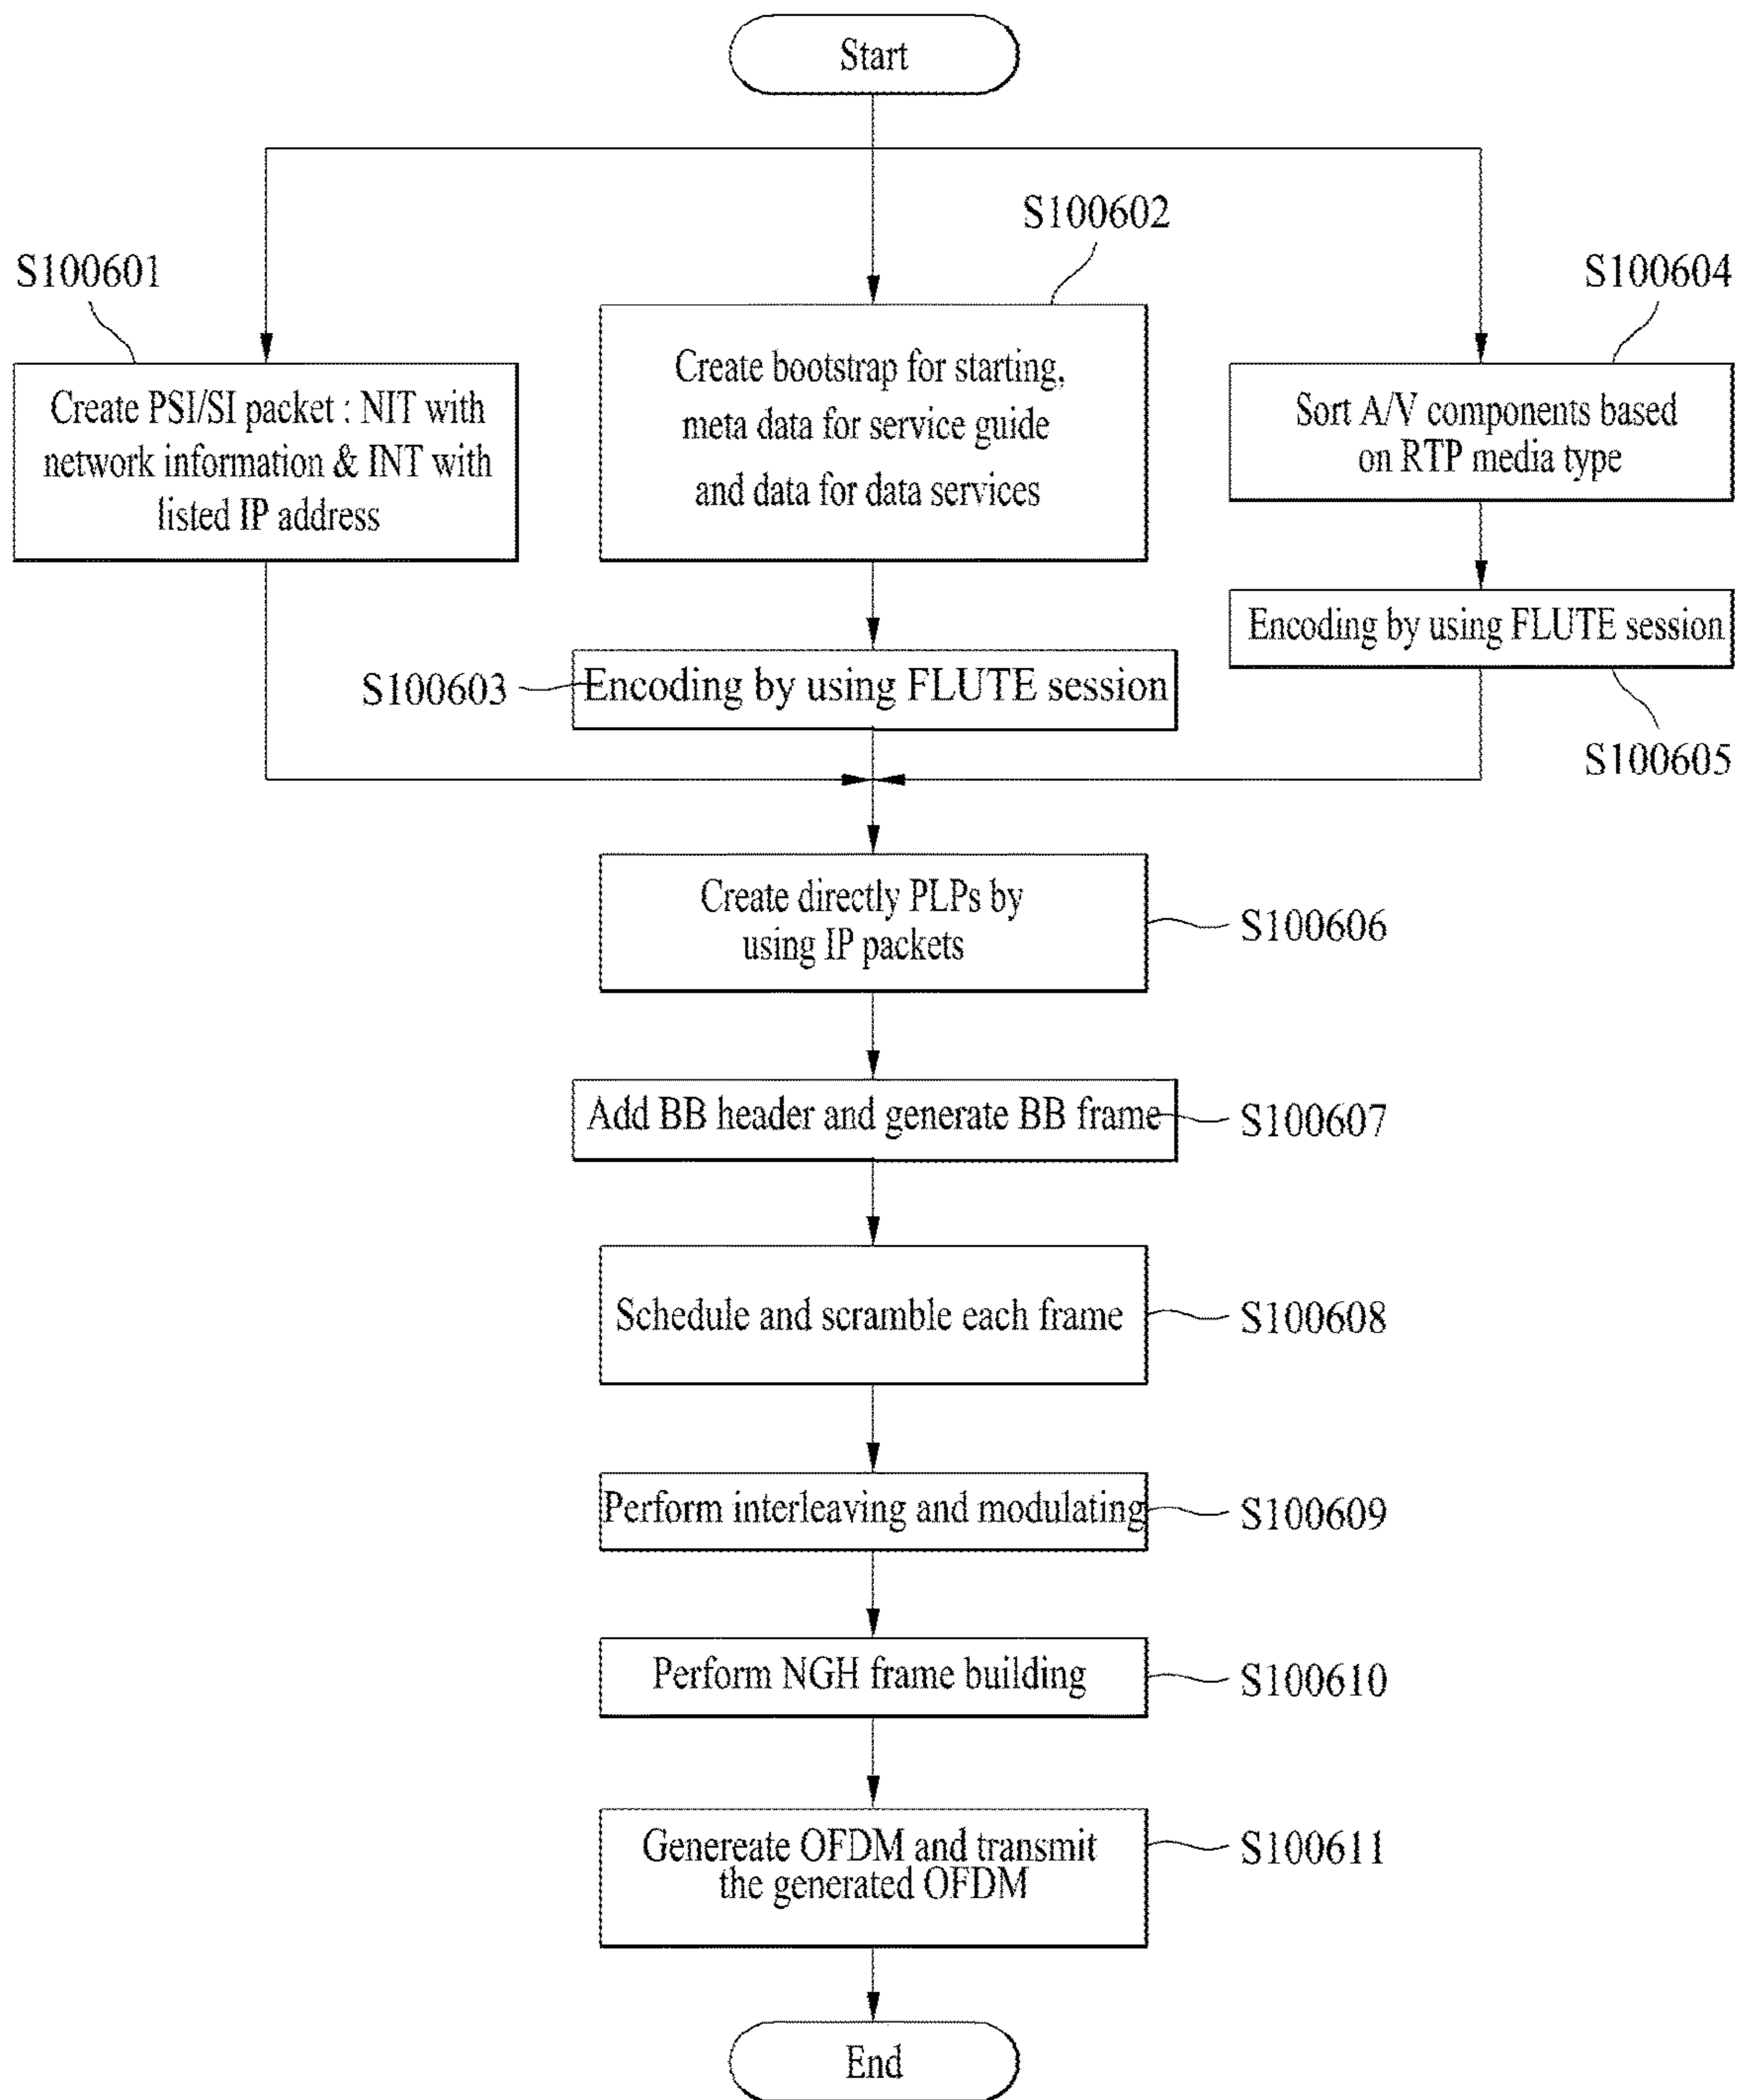 Start
S100602
S100601
S100604
Create PSI/SI packet : NIT with
network information & INT with
listed IP address
Create bootstrap for starting,
meta data for service guide
and data for data services
Sort A/V components based
on RTP media type
Encoding by using FLUTE session
S100603
Encoding by using FLUTE session
S100605
Create directly PLPs by
using IP packets
S100606
Add BB header and generate BB frame
S100607
Schedule and scramble each frame
S100608
Perform interleaving and modulating
S100609
Perform NGH frame building
S100610
Genereate OFDM and transmit
the generated OFDM
S100611
End